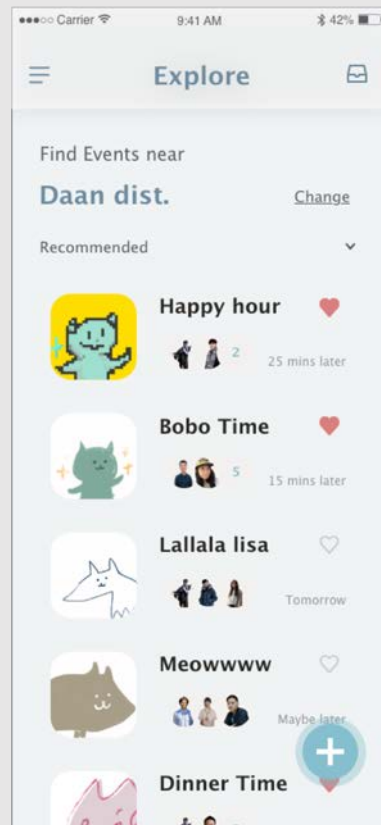 Carrier 9:41 AM 42%
Explore
Find Events near
Daan dist. Change
Recommended
Happy hour
2 25 mins later
Bobo Time
5 15 mins later
Lallala lisa
Tomorrow
Meowwww
Maybe later
Dinner Time